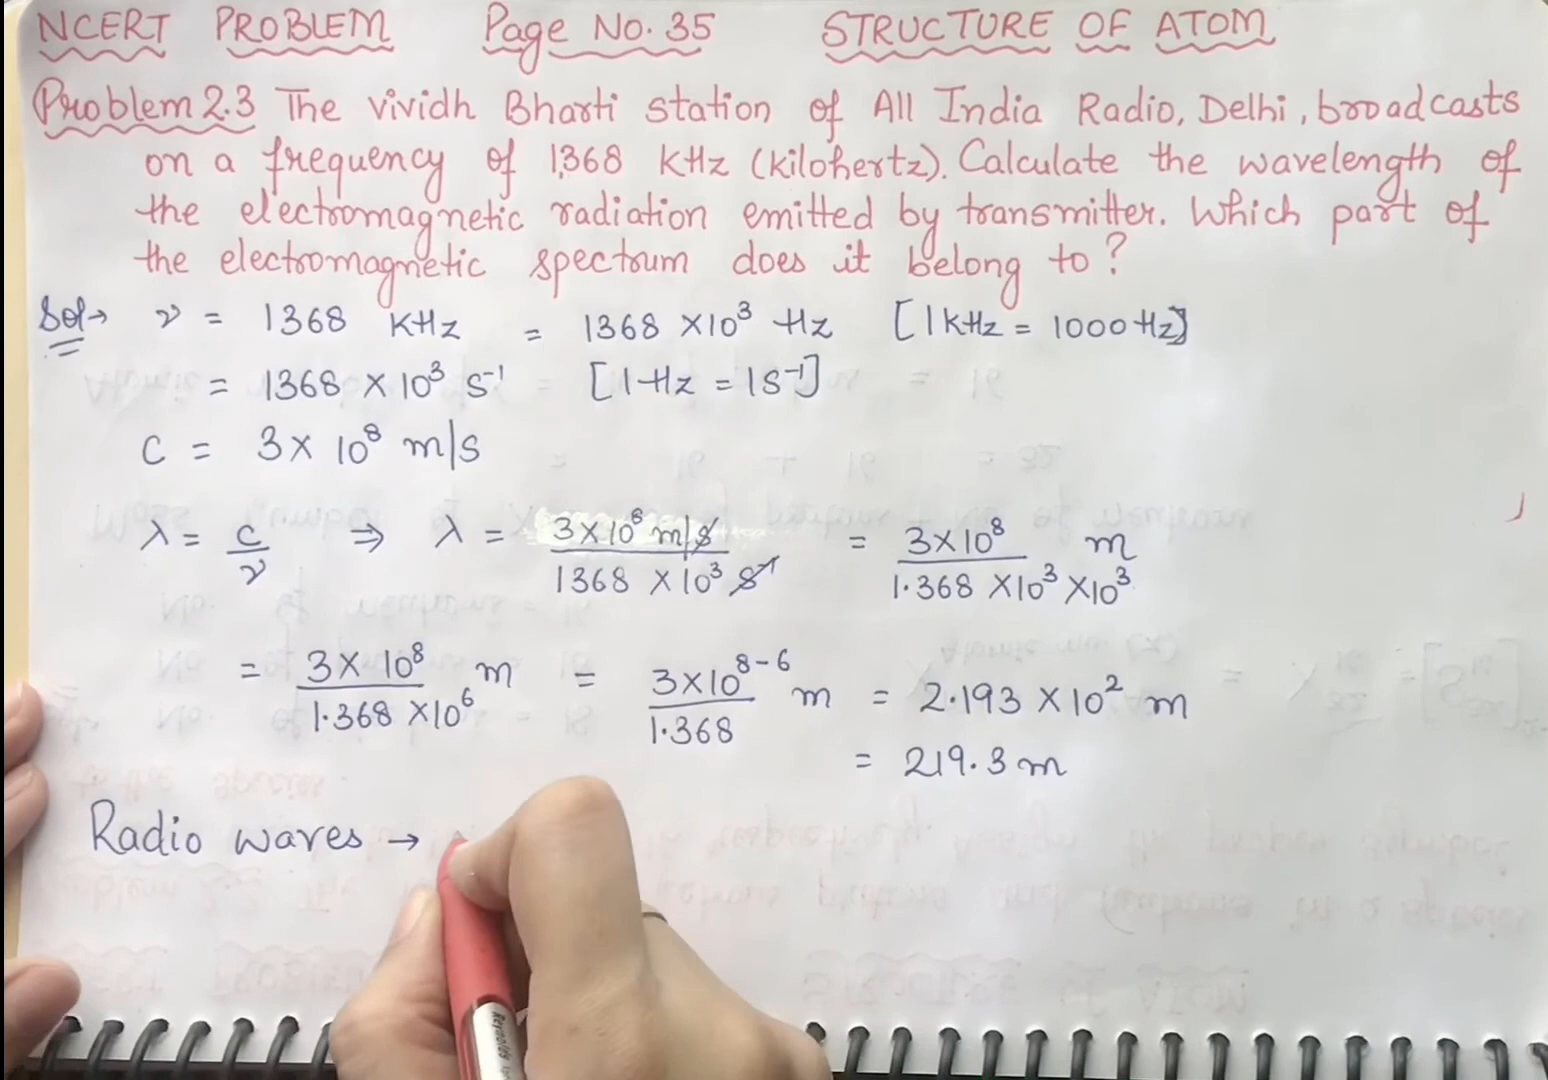 NCERT PROBLEM Page No. 35 STRUCTURE OF ATOM
Problem 2.3 The vividh Bharti station of All India Radio, Delhi, broadcasts
on a frequency of 1,368 KHz (kilohertz). Calculate the wavelength of
the electromagnetic radiation emitted by transmitter. Which part of
the electromagnetic spectrum does it belong to?
Sol→ ν = 1368 KHz = 1368 ×10³ Hz [1 kHz = 1000 Hz]
= 1368 × 10³ s⁻¹ [1 Hz = 1 s⁻¹]
C = 3× 10⁸ m/s
λ = c/ν ⇒ λ = 3×10⁸ m/s / 1368 ×10³ s⁻¹ = 3×10⁸ / 1.368 ×10³ ×10³ m
= 3× 10⁸ / 1.368 ×10⁶ m = 3×10⁸⁻⁶ / 1.368 m = 2.193 × 10² m
= 219.3 m
Radio waves →
Reynolds